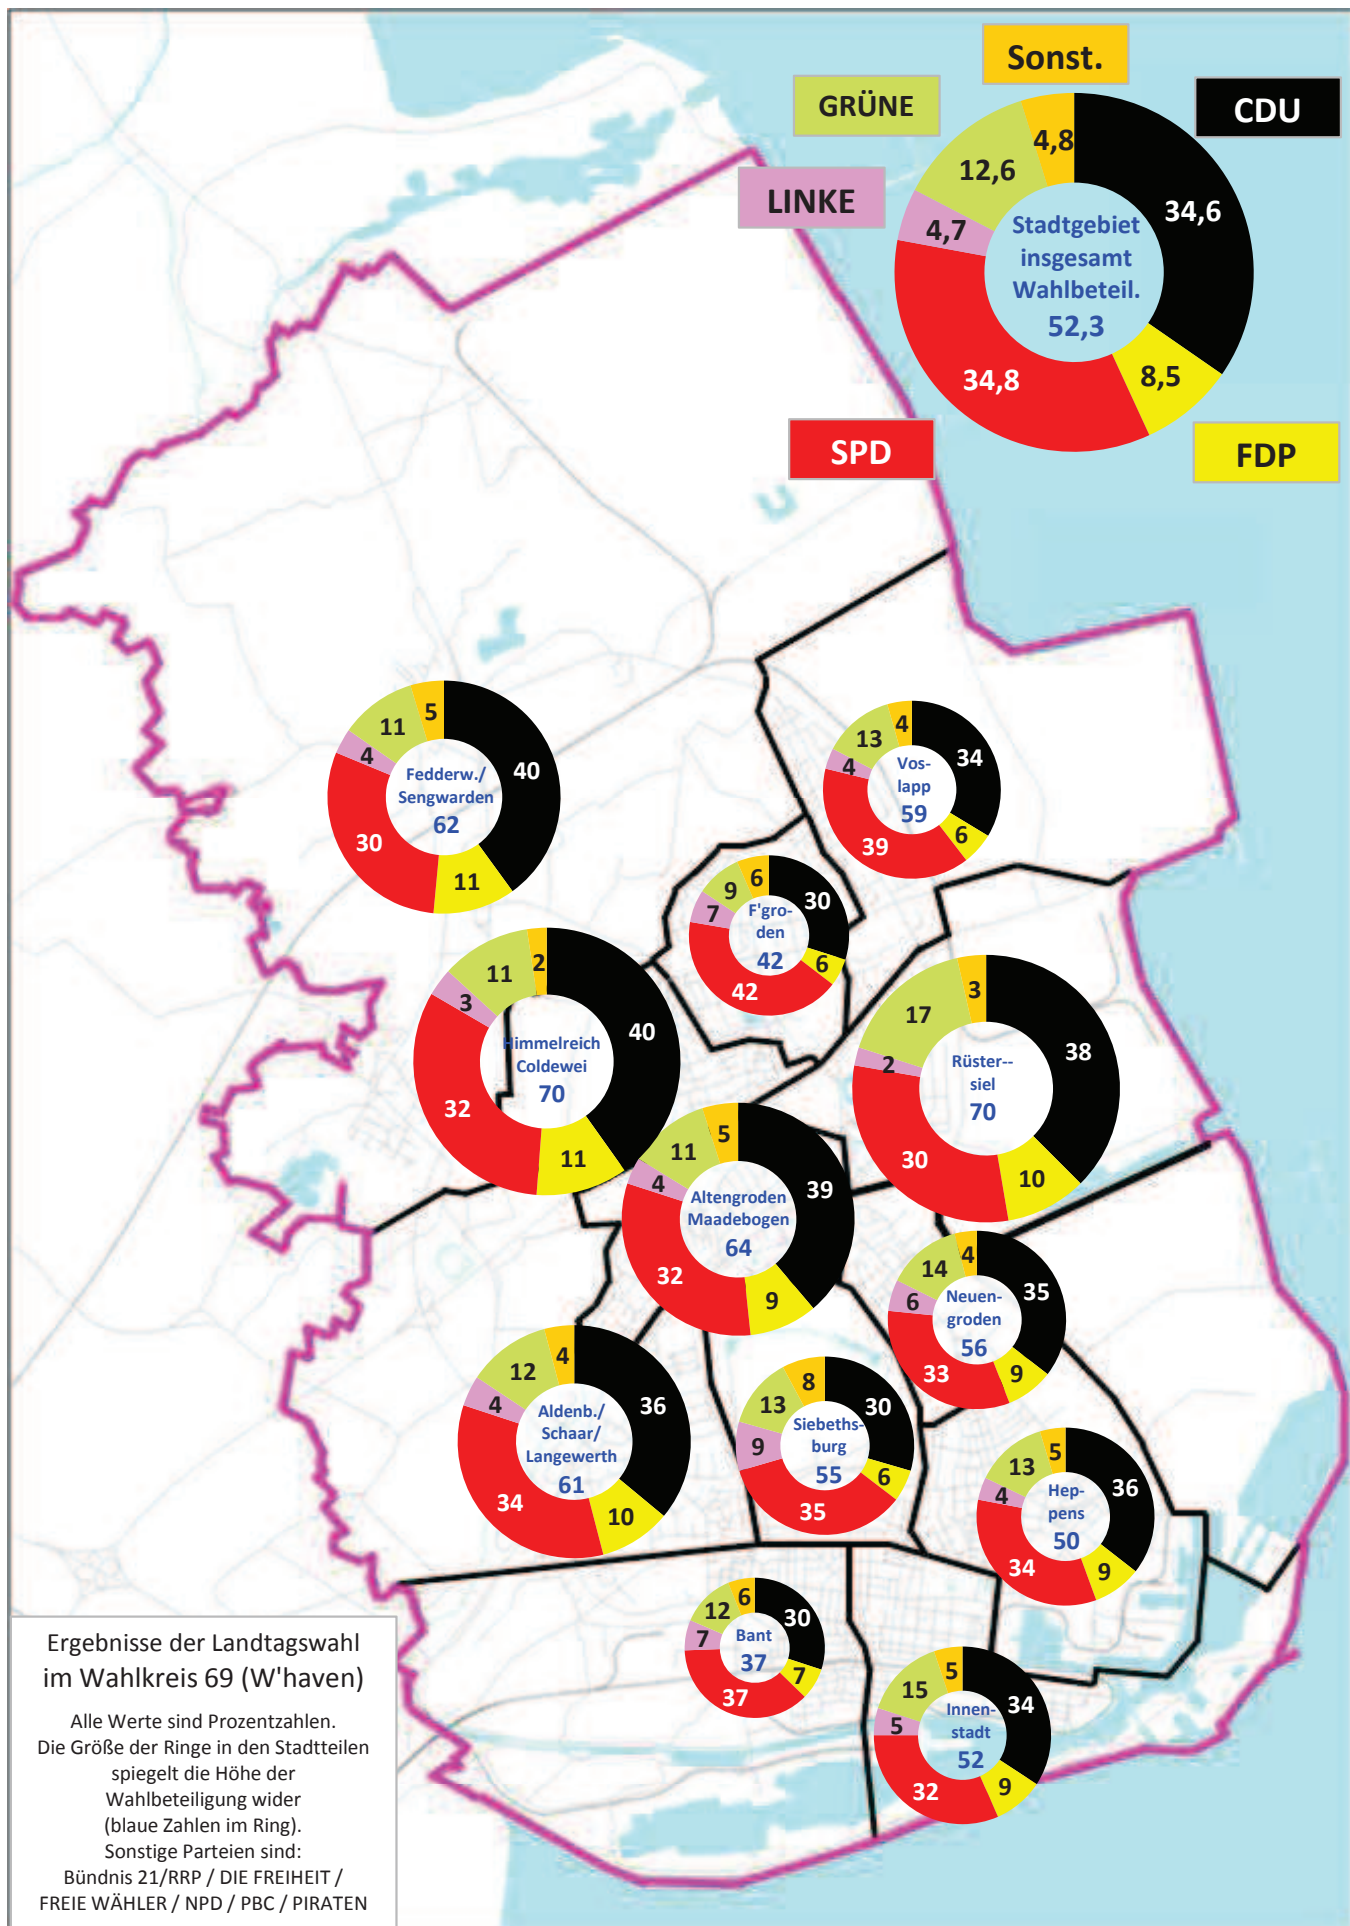 Sonst.
GRÜNE
CDU
LINKE
SPD
FDP
4,8
12,6
34,6
4,7
34,8
8,5
Stadtgebiet
insgesamt
Wahlbeteil.
52,3
5
11
4
40
30
11
Fedderw./
Sengwarden
62
4
13
4
34
39
6
Vos-
lapp
59
6
9
7
30
42
6
F'gro-
den
42
2
11
3
40
32
11
Himmelreich
Coldewei
70
3
17
2
38
30
10
Rüster--
siel
70
5
11
4
39
32
9
Altengroden
Maadebogen
64
4
14
6
35
33
9
Neuen-
groden
56
4
12
4
36
34
10
Aldenb./
Schaar/
Langewerth
61
8
13
9
30
35
6
Siebeths-
burg
55
5
13
4
36
34
9
Hep-
pens
50
6
12
7
30
37
7
Bant
37
5
15
5
34
32
9
Innen-
stadt
52
Ergebnisse der Landtagswahl
im Wahlkreis 69 (W'haven)
Alle Werte sind Prozentzahlen.
Die Größe der Ringe in den Stadtteilen
spiegelt die Höhe der
Wahlbeteiligung wider
(blaue Zahlen im Ring).
Sonstige Parteien sind:
Bündnis 21/RRP / DIE FREIHEIT /
FREIE WÄHLER / NPD / PBC / PIRATEN